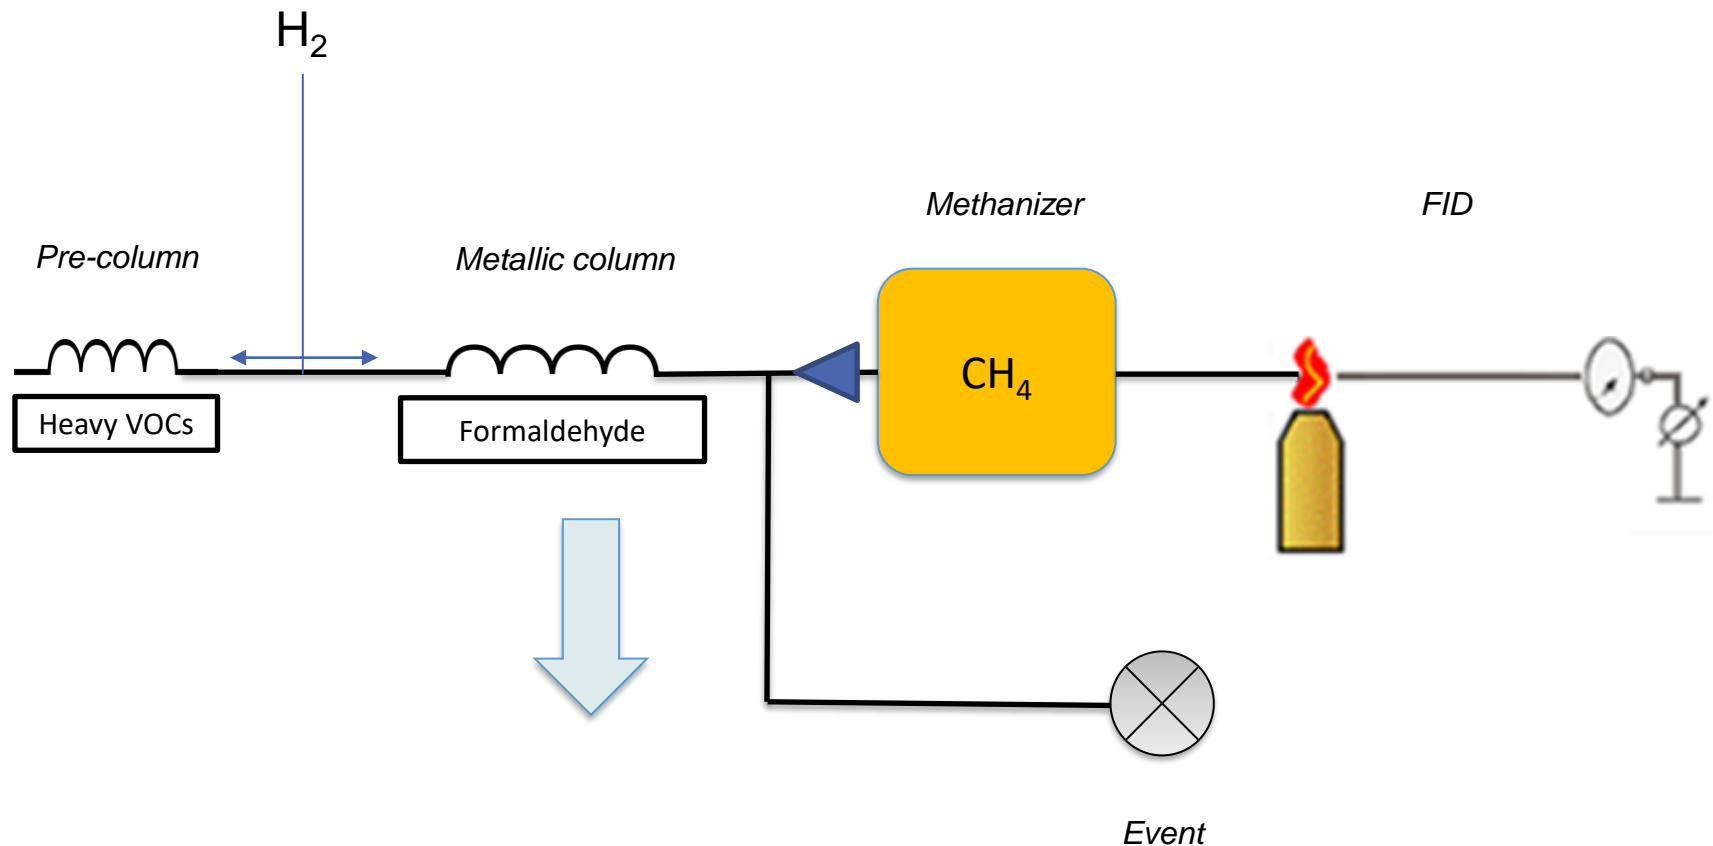 H₂
Methanizer
FID
Pre-column
Metallic column
CH₄
Heavy VOCs
Formaldehyde
Event